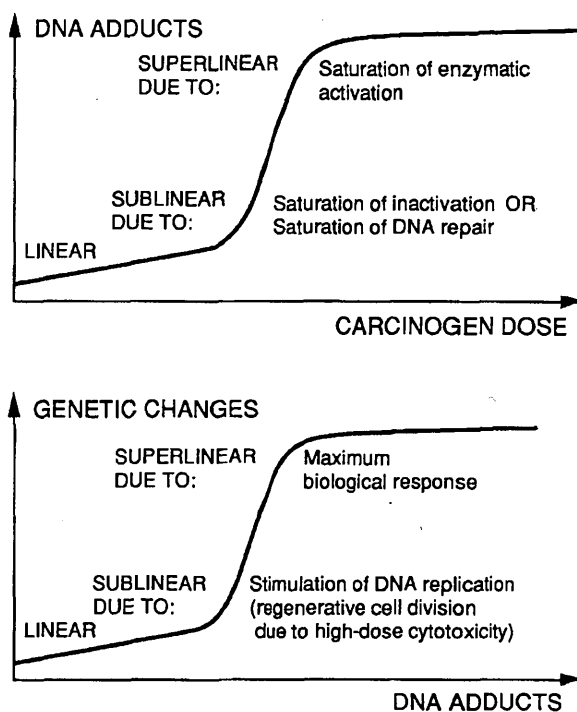 DNA ADDUCTS
SUPERLINEAR
DUE TO:
Saturation of enzymatic
activation
SUBLINEAR
DUE TO:
Saturation of inactivation OR
Saturation of DNA repair
LINEAR
CARCINOGEN DOSE
GENETIC CHANGES
SUPERLINEAR
DUE TO:
Maximum
biological response
SUBLINEAR
DUE TO:
Stimulation of DNA replication
(regenerative cell division
due to high-dose cytotoxicity)
LINEAR
DNA ADDUCTS